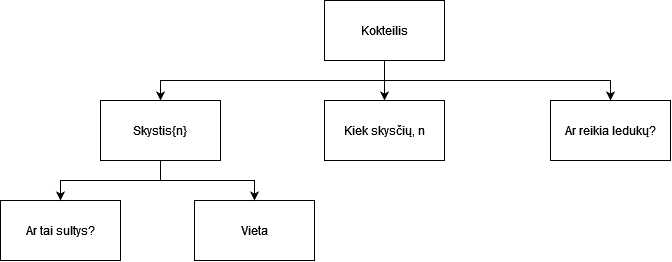 Kokteilis
Skystis{n}
Kiek skysčių, n
Ar reikia ledukų?
Ar tai sultys?
Vieta